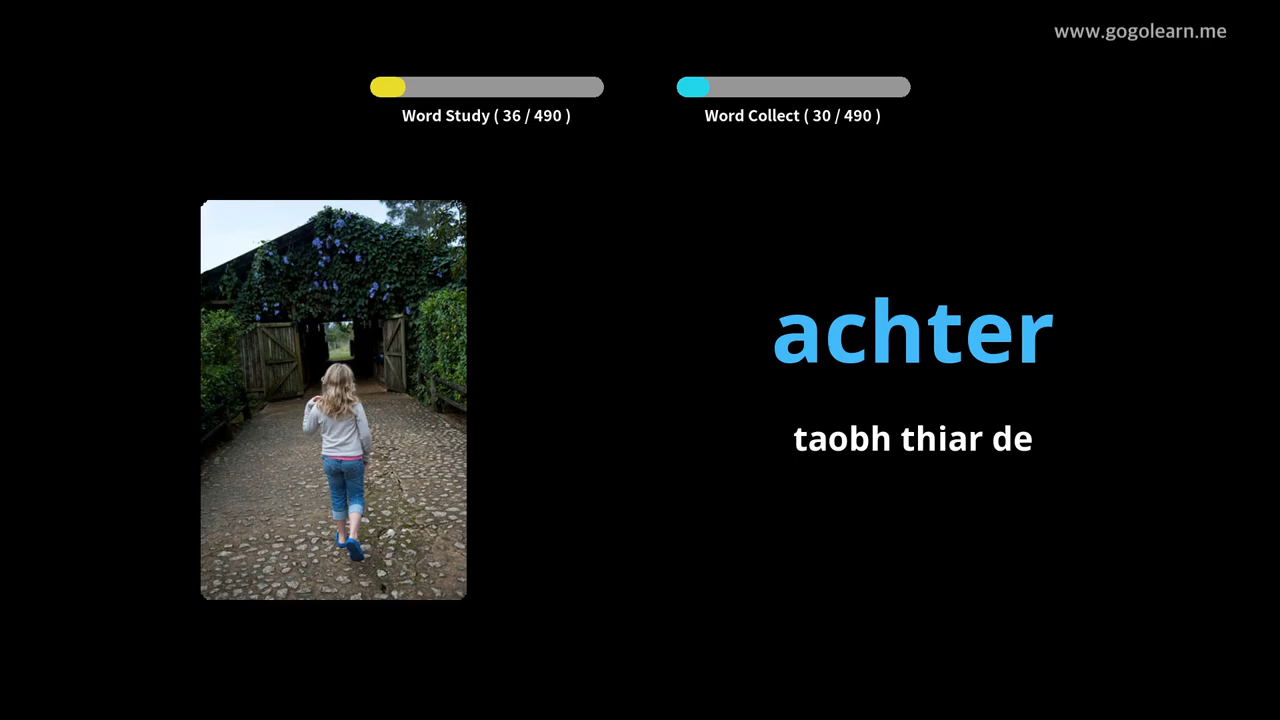 www.gogolearn.me
Word Study ( 36 / 490 )
Word Collect ( 30 / 490 )
achter
taobh thiar de